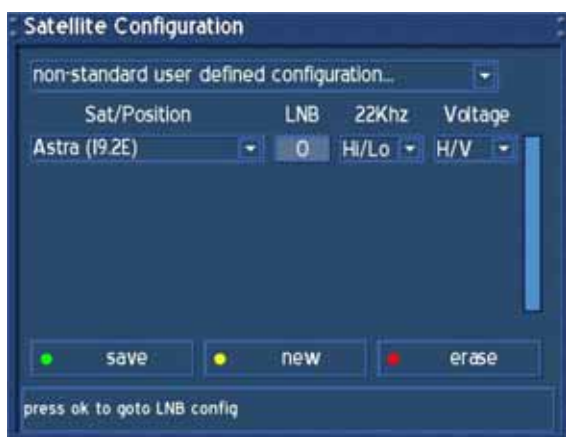 Satellite Configuration
non-standard user defined configuration...
Sat/Position LNB 22Khz Voltage
Astra (19.2E) 0 Hi/Lo H/V
save new erase
press ok to goto LNB config